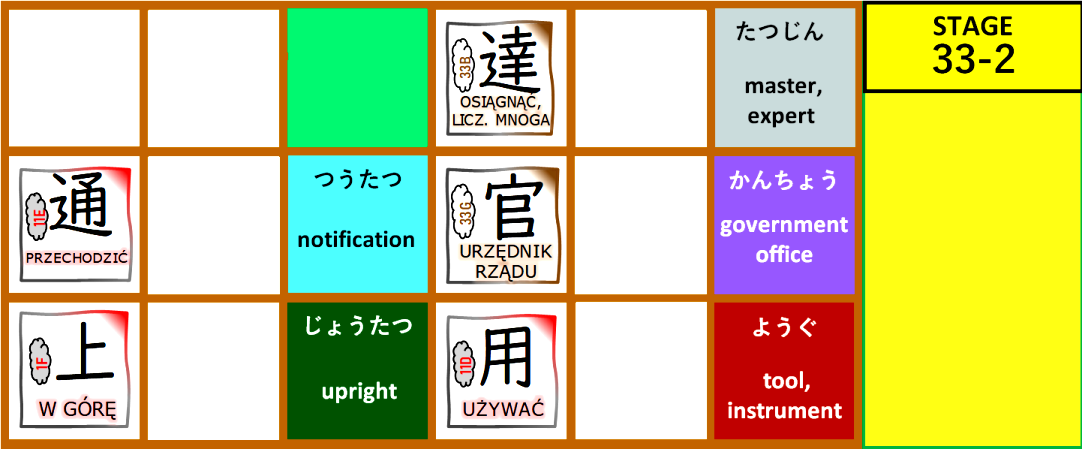 33B
達
OSIĄGNĄĆ,
LICZ. MNOGA
たつじん
master,
expert
STAGE
33-2
11E
通
PRZECHODZIĆ
つうたつ
notification
33G
官
URZĘDNIK
RZĄDU
かんちょう
government
office
1F
上
W GÓRĘ
じょうたつ
upright
11D
用
UŻYWAĆ
ようぐ
tool,
instrument